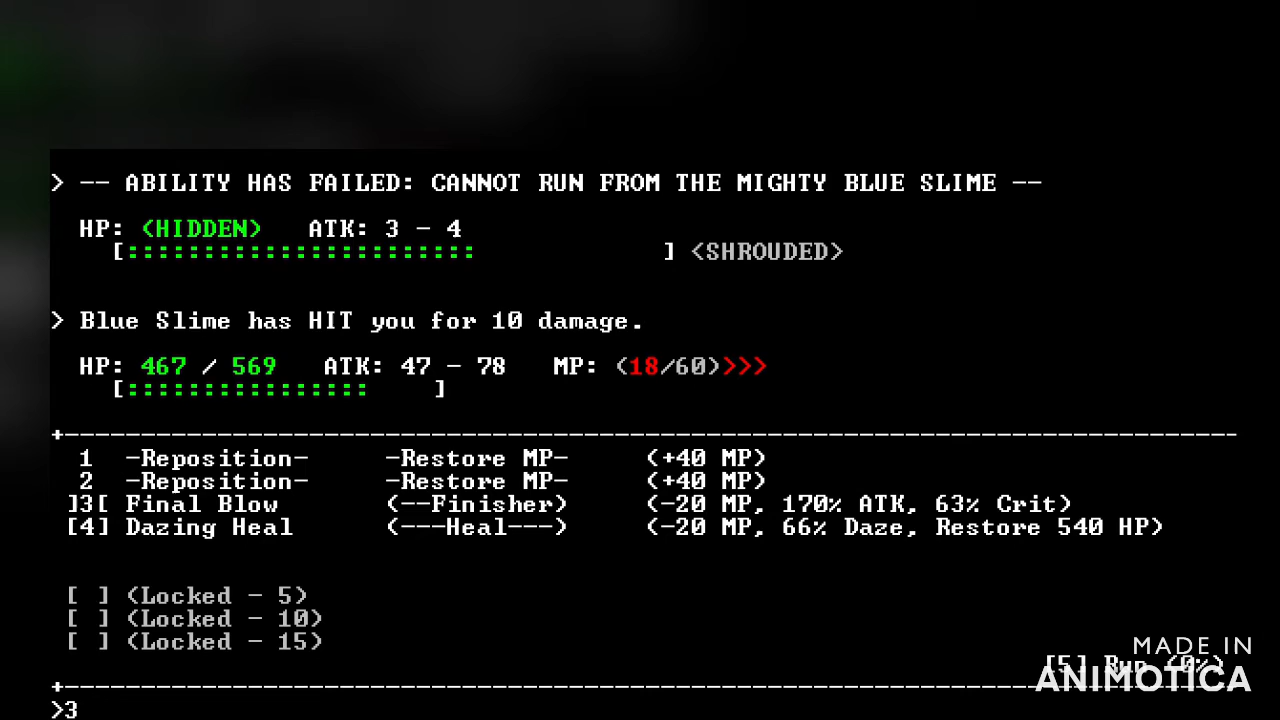 > -- ABILITY HAS FAILED: CANNOT RUN FROM THE MIGHTY BLUE SLIME --
HP: (HIDDEN) ATK: 3 - 4
[:::::::::::::::::::::::] <SHROUDED>
> Blue Slime has HIT you for 10 damage.
HP: 467 / 569 ATK: 47 - 78 MP: (18/60)>>>
[::::::::::::::::]
1 -Reposition- -Restore MP- (+40 MP)
2 -Reposition- -Restore MP- (+40 MP)
]3[ Final Blow (--Finisher) (-20 MP, 170% ATK, 63% Crit)
[4] Dazing Heal (---Heal---) (-20 MP, 66% Daze, Restore 540 HP)
[ ] (Locked - 5)
[ ] (Locked - 10)
[ ] (Locked - 15)
[5] Run (0%)
MADE IN
ANIMOTICA
>3